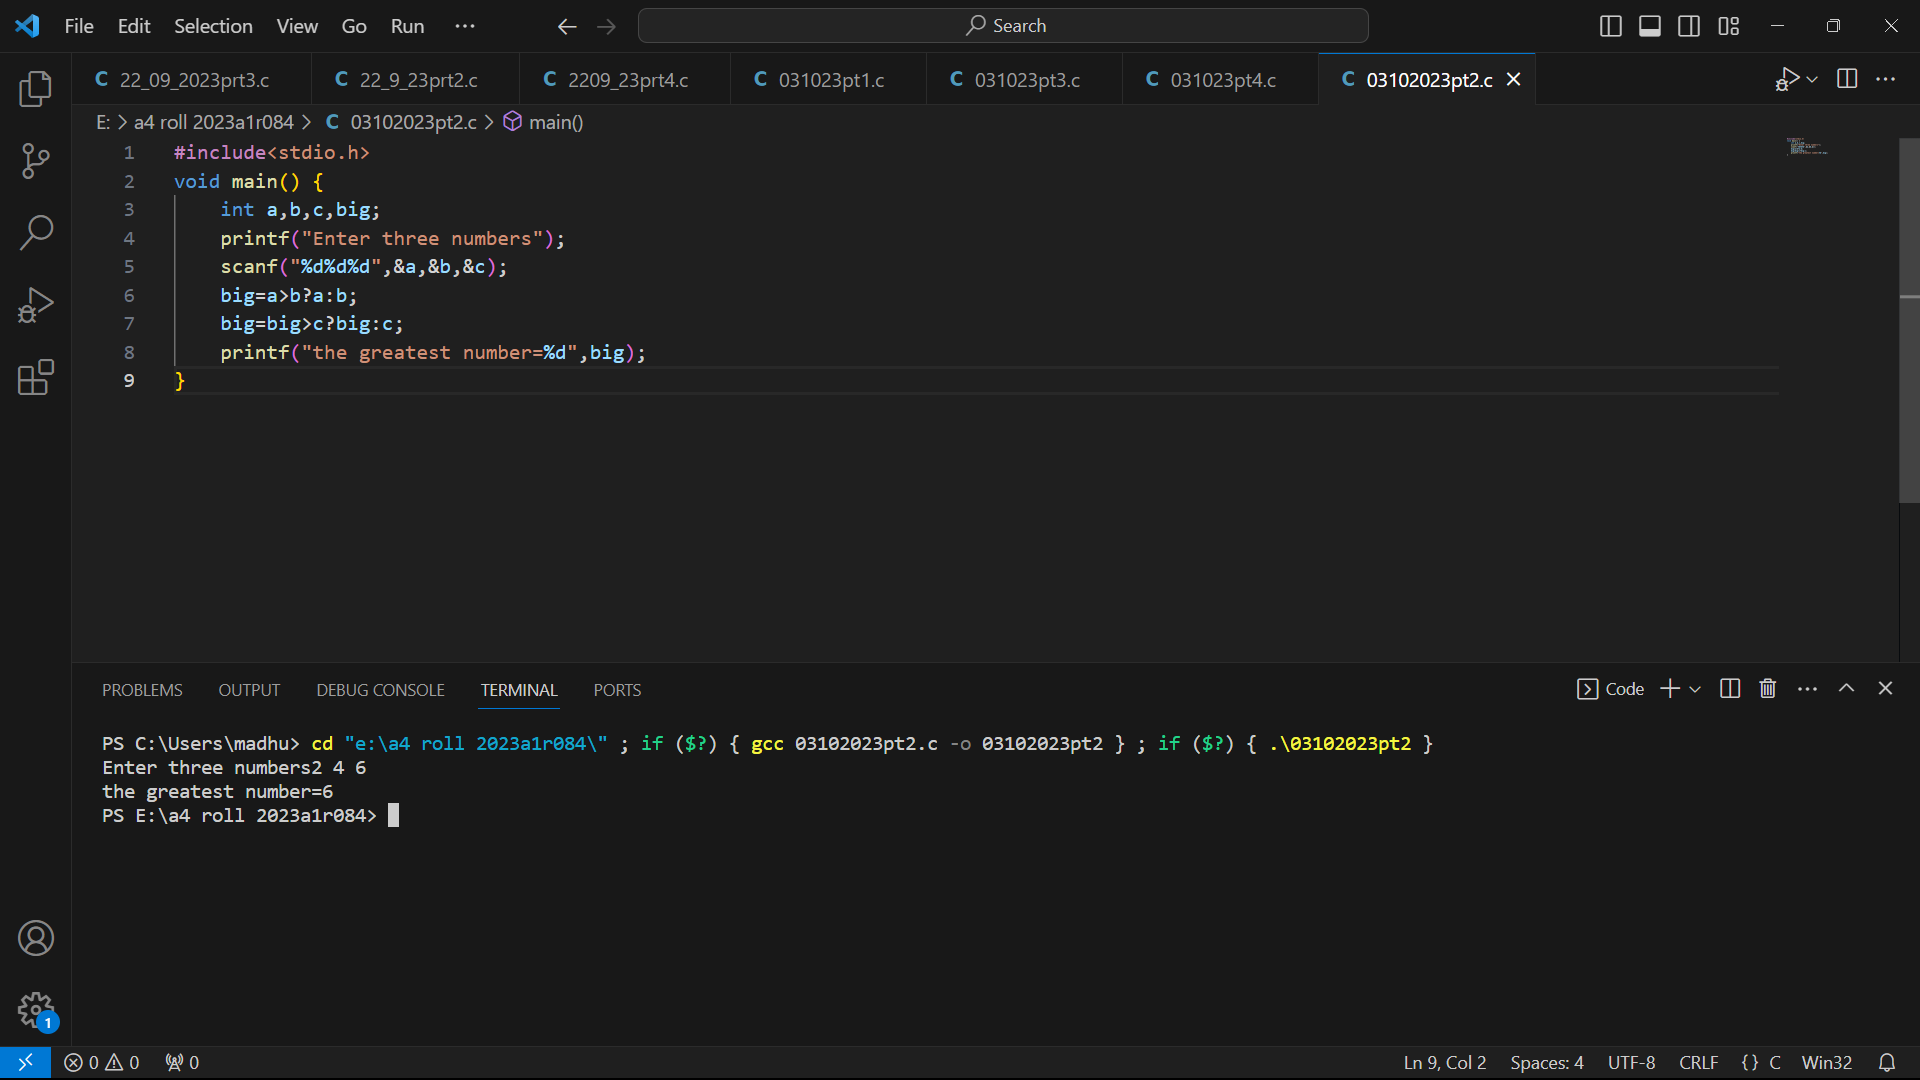 File Edit Selection View Go Run ··· Search
22_09_2023prt3.c 22_9_23prt2.c 2209_23prt4.c 031023pt1.c 031023pt3.c 031023pt4.c 03102023pt2.c
E: > a4 roll 2023a1r084 > C 03102023pt2.c > main()
1 #include<stdio.h>
2 void main() {
3 int a,b,c,big;
4 printf("Enter three numbers");
5 scanf("%d%d%d",&a,&b,&c);
6 big=a>b?a:b;
7 big=big>c?big:c;
8 printf("the greatest number=%d",big);
9 }
PROBLEMS OUTPUT DEBUG CONSOLE TERMINAL PORTS Code
PS C:\Users\madhu> cd "e:\a4 roll 2023a1r084\" ; if ($?) { gcc 03102023pt2.c -o 03102023pt2 } ; if ($?) { .\03102023pt2 }
Enter three numbers2 4 6
the greatest number=6
PS E:\a4 roll 2023a1r084>
1
0 0 0 Ln 9, Col 2 Spaces: 4 UTF-8 CRLF {} C Win32